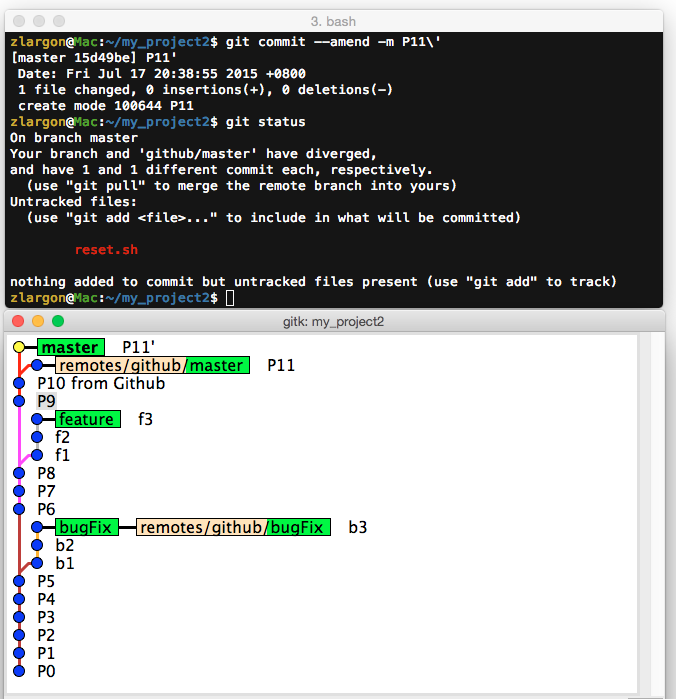 3. bash
zlargon@Mac:~/my_project2$ git commit --amend -m P11\'
[master 15d49be] P11'
Date: Fri Jul 17 20:38:55 2015 +0800
1 file changed, 0 insertions(+), 0 deletions(-)
create mode 100644 P11
zlargon@Mac:~/my_project2$ git status
On branch master
Your branch and 'github/master' have diverged,
and have 1 and 1 different commit each, respectively.
(use "git pull" to merge the remote branch into yours)
Untracked files:
(use "git add <file>..." to include in what will be committed)
reset.sh
nothing added to commit but untracked files present (use "git add" to track)
zlargon@Mac:~/my_project2$
gitk: my_project2
master P11'
remotes/github/master P11
P10 from Github
P9
feature f3
f2
f1
P8
P7
P6
bugFix remotes/github/bugFix b3
b2
b1
P5
P4
P3
P2
P1
P0